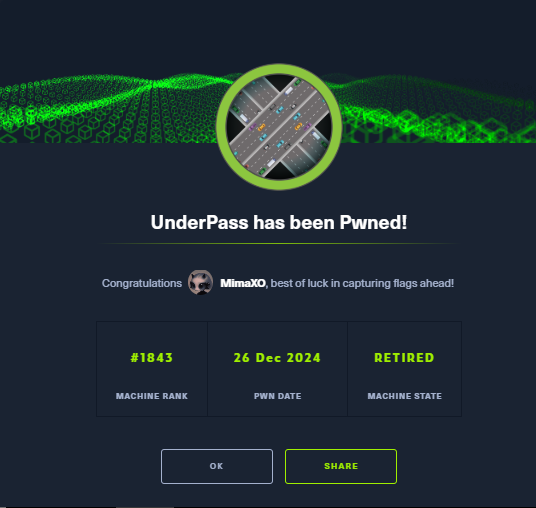 UnderPass has been Pwned!
Congratulations MimaXO, best of luck in capturing flags ahead!
#1843 26 Dec 2024 RETIRED
MACHINE RANK PWN DATE MACHINE STATE
OK SHARE